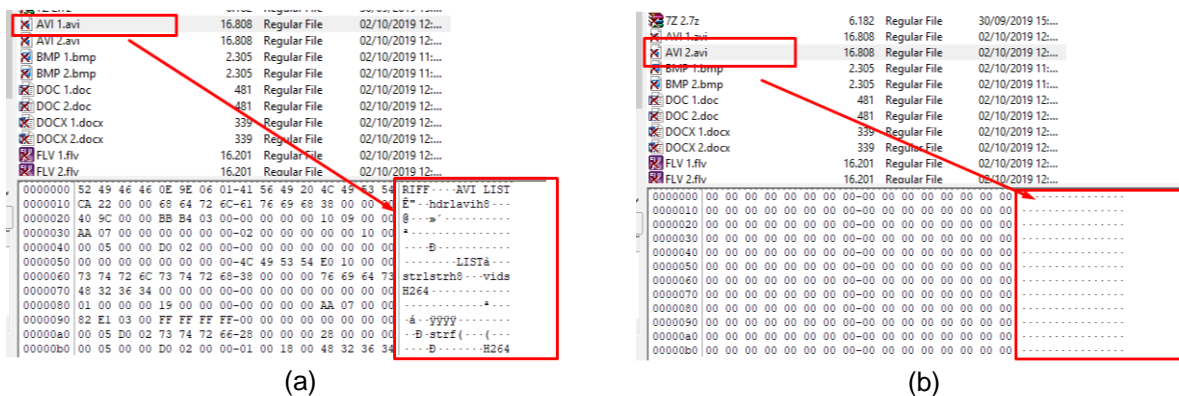 AVI 1.avi 16.808 Regular File 02/10/2019 12:...
AVI 2.avi 16.808 Regular File 02/10/2019 12:...
BMP 1.bmp 2.305 Regular File 02/10/2019 11:...
BMP 2.bmp 2.305 Regular File 02/10/2019 11:...
DOC 1.doc 481 Regular File 02/10/2019 12:...
DOC 2.doc 481 Regular File 02/10/2019 12:...
DOCX 1.docx 339 Regular File 02/10/2019 12:...
DOCX 2.docx 339 Regular File 02/10/2019 12:...
FLV 1.flv 16.201 Regular File 02/10/2019 12:...
FLV 2.flv 16.201 Regular File 02/10/2019 12:...
0000000 52 49 46 46 0E 9E 06 01-41 56 49 20 4C 49 53 54 RIFF····AVI LIST
0000010 CA 22 00 00 68 64 72 6C-61 76 69 68 38 00 00 00 Ê"··hdrlavih8···
0000020 40 9C 00 00 BB B4 03 00-00 00 00 00 10 09 00 00 @···»´··········
0000030 AA 07 00 00 00 00 00 00-02 00 00 00 00 00 10 00 ª···············
0000040 00 05 00 00 D0 02 00 00-00 00 00 00 00 00 00 00 ····Ð···········
0000050 00 00 00 00 00 00 00 00-4C 49 53 54 E0 10 00 00 ········LISTà···
0000060 73 74 72 6C 73 74 72 68-38 00 00 00 76 69 64 73 strlstrh8···vids
0000070 48 32 36 34 00 00 00 00-00 00 00 00 00 00 00 00 H264············
0000080 01 00 00 00 19 00 00 00-00 00 00 00 AA 07 00 00 ············ª···
0000090 82 E1 03 00 FF FF FF FF-00 00 00 00 00 00 00 00 ·á··ÿÿÿÿ········
00000a0 00 05 D0 02 73 74 72 66-28 00 00 00 28 00 00 00 ··Ð·strf(···(···
00000b0 00 05 00 00 D0 02 00 00-01 00 18 00 48 32 36 34 ····Ð·······H264
(a)
7Z 2.7z 6.182 Regular File 30/09/2019 15:...
AVI 1.avi 16.808 Regular File 02/10/2019 12:...
AVI 2.avi 16.808 Regular File 02/10/2019 12:...
BMP 1.bmp 2.305 Regular File 02/10/2019 11:...
BMP 2.bmp 2.305 Regular File 02/10/2019 11:...
DOC 1.doc 481 Regular File 02/10/2019 12:...
DOC 2.doc 481 Regular File 02/10/2019 12:...
DOCX 1.docx 339 Regular File 02/10/2019 12:...
DOCX 2.docx 339 Regular File 02/10/2019 12:...
FLV 1.flv 16.201 Regular File 02/10/2019 12:...
FLV 2.flv 16.201 Regular File 02/10/2019 12:...
0000000 00 00 00 00 00 00 00 00-00 00 00 00 00 00 00 00 ················
0000010 00 00 00 00 00 00 00 00-00 00 00 00 00 00 00 00 ················
0000020 00 00 00 00 00 00 00 00-00 00 00 00 00 00 00 00 ················
0000030 00 00 00 00 00 00 00 00-00 00 00 00 00 00 00 00 ················
0000040 00 00 00 00 00 00 00 00-00 00 00 00 00 00 00 00 ················
0000050 00 00 00 00 00 00 00 00-00 00 00 00 00 00 00 00 ················
0000060 00 00 00 00 00 00 00 00-00 00 00 00 00 00 00 00 ················
0000070 00 00 00 00 00 00 00 00-00 00 00 00 00 00 00 00 ················
0000080 00 00 00 00 00 00 00 00-00 00 00 00 00 00 00 00 ················
0000090 00 00 00 00 00 00 00 00-00 00 00 00 00 00 00 00 ················
00000a0 00 00 00 00 00 00 00 00-00 00 00 00 00 00 00 00 ················
00000b0 00 00 00 00 00 00 00 00-00 00 00 00 00 00 00 00 ················
(b)